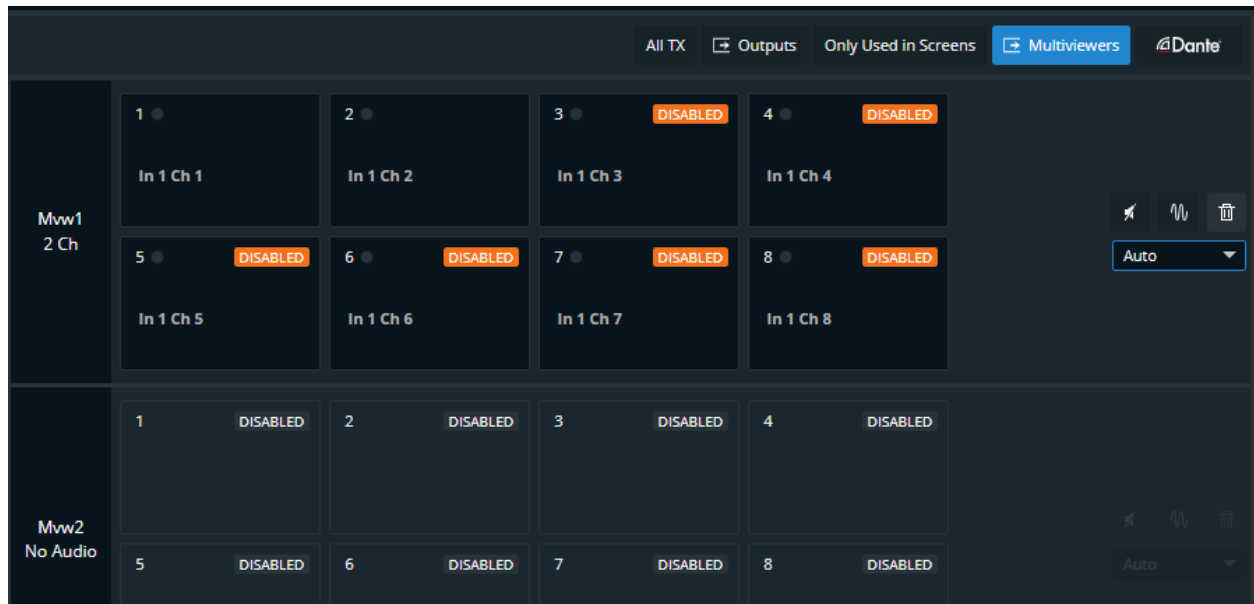 All TX Outputs Only Used in Screens Multiviewers Dante
1 2 3 DISABLED 4 DISABLED
In 1 Ch 1 In 1 Ch 2 In 1 Ch 3 In 1 Ch 4
Mvw1
2 Ch
5 DISABLED 6 DISABLED 7 DISABLED 8 DISABLED
Auto
In 1 Ch 5 In 1 Ch 6 In 1 Ch 7 In 1 Ch 8
1 DISABLED 2 DISABLED 3 DISABLED 4 DISABLED
Mvw2
No Audio
5 DISABLED 6 DISABLED 7 DISABLED 8 DISABLED
Auto